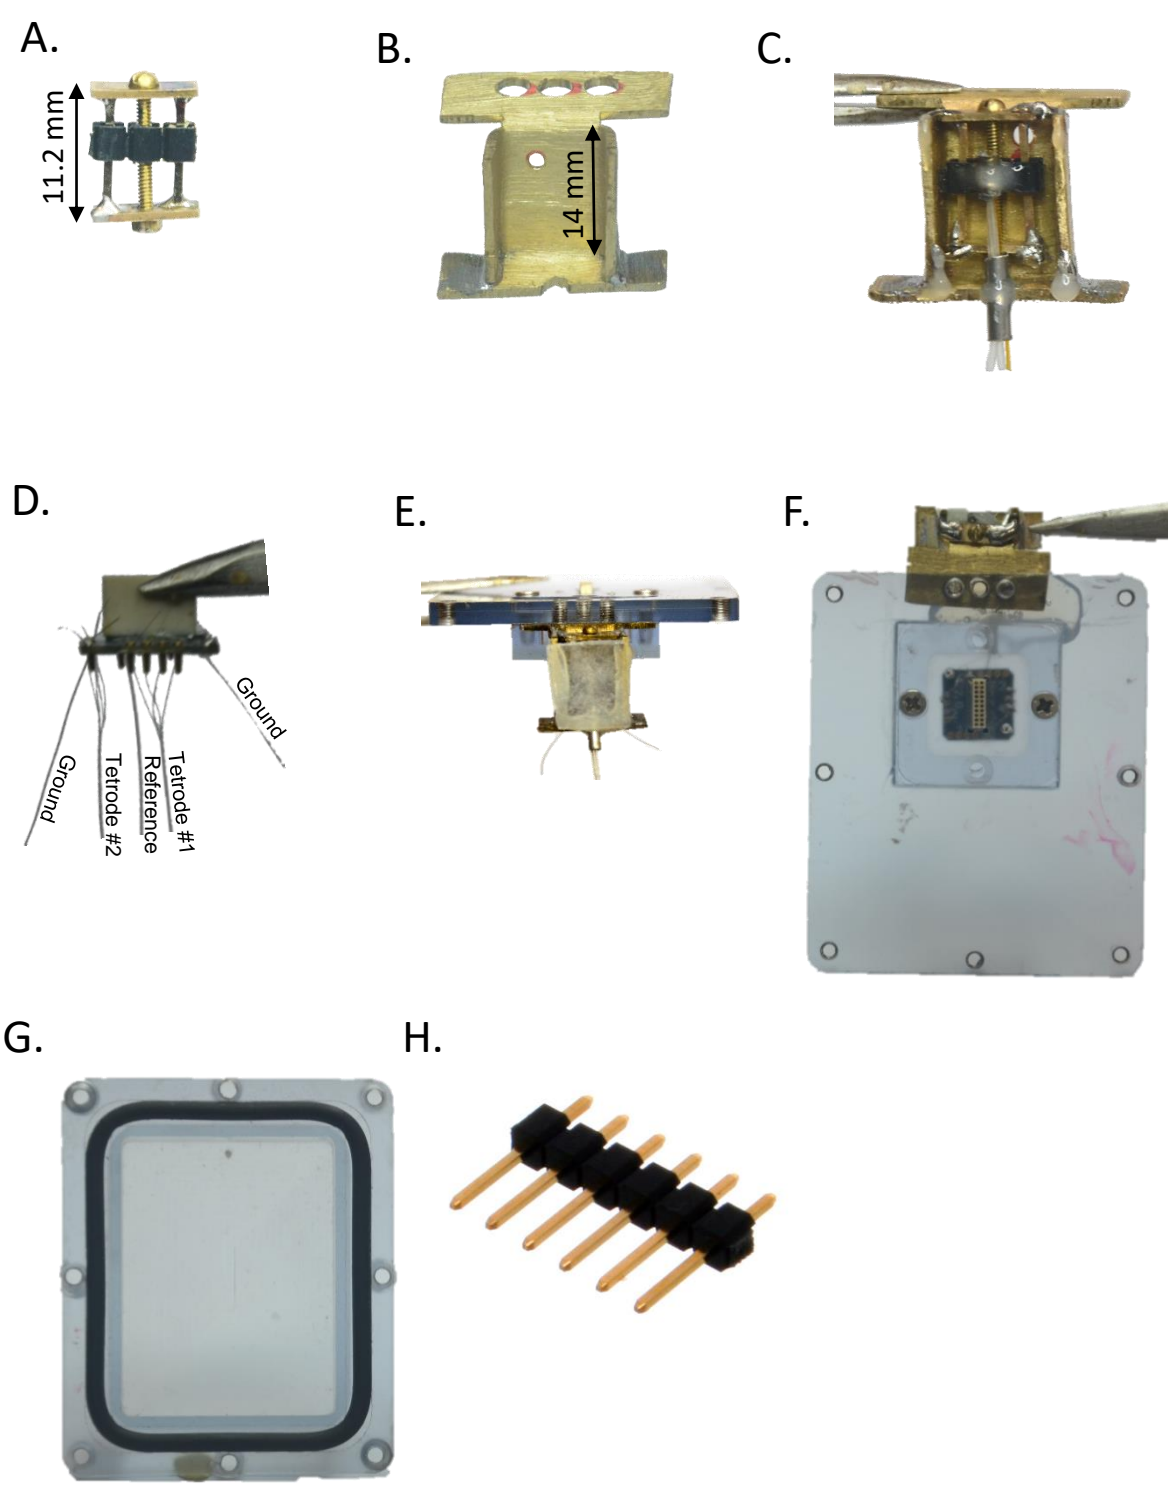 A.
11.2 mm
B.
14 mm
C.
D.
Ground
Tetrode #2
Reference
Tetrode #1
Ground
E.
F.
G.
H.